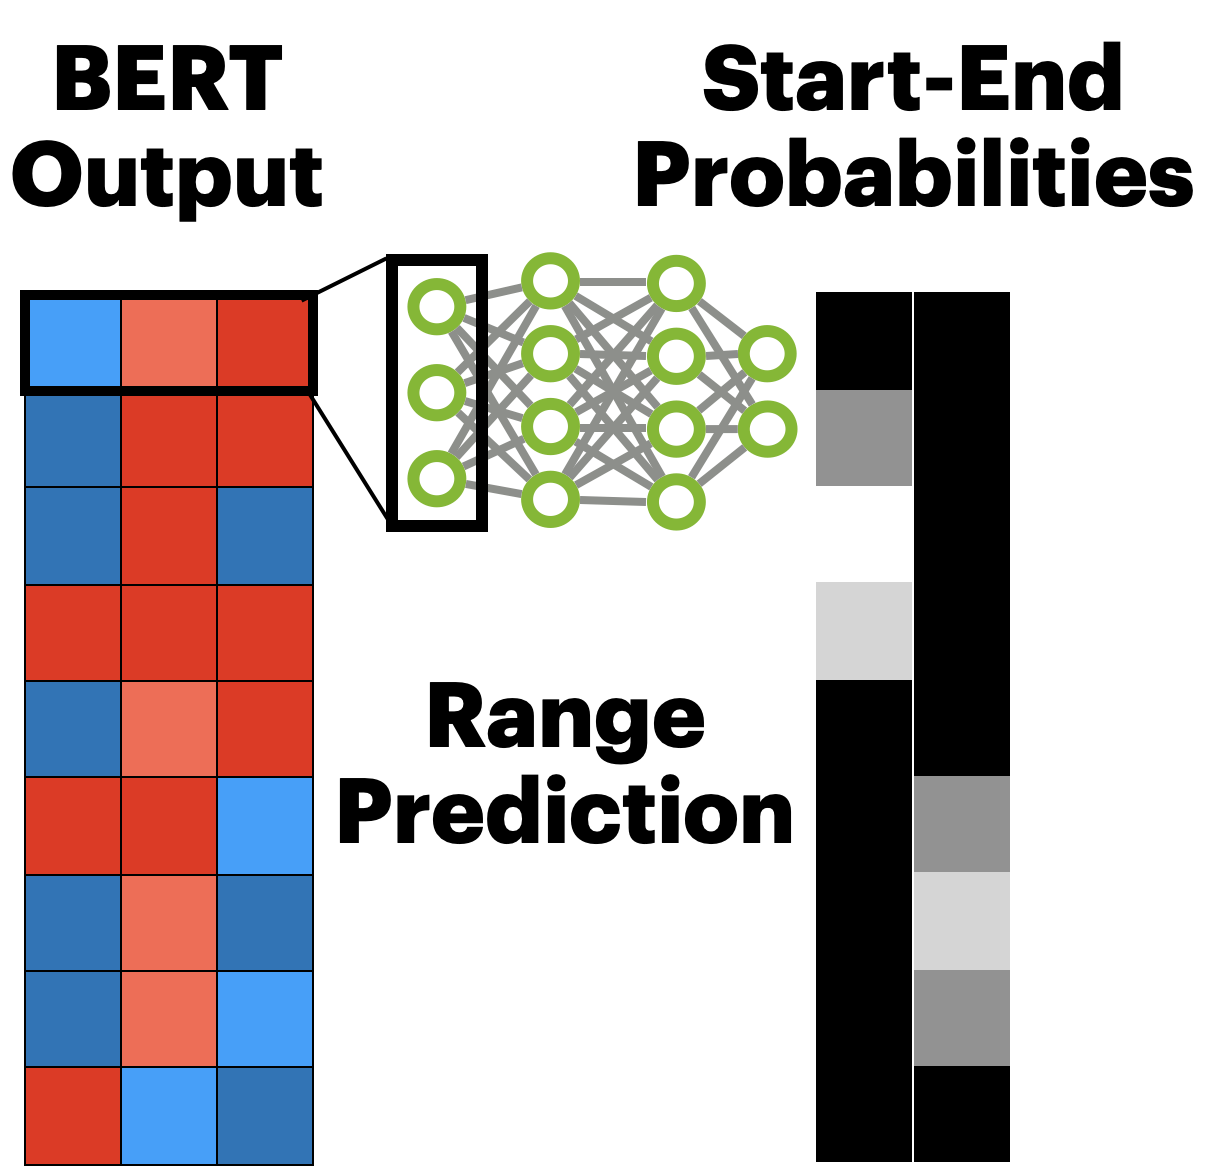 BERT
Output
Start-End
Probabilities
Range
Prediction